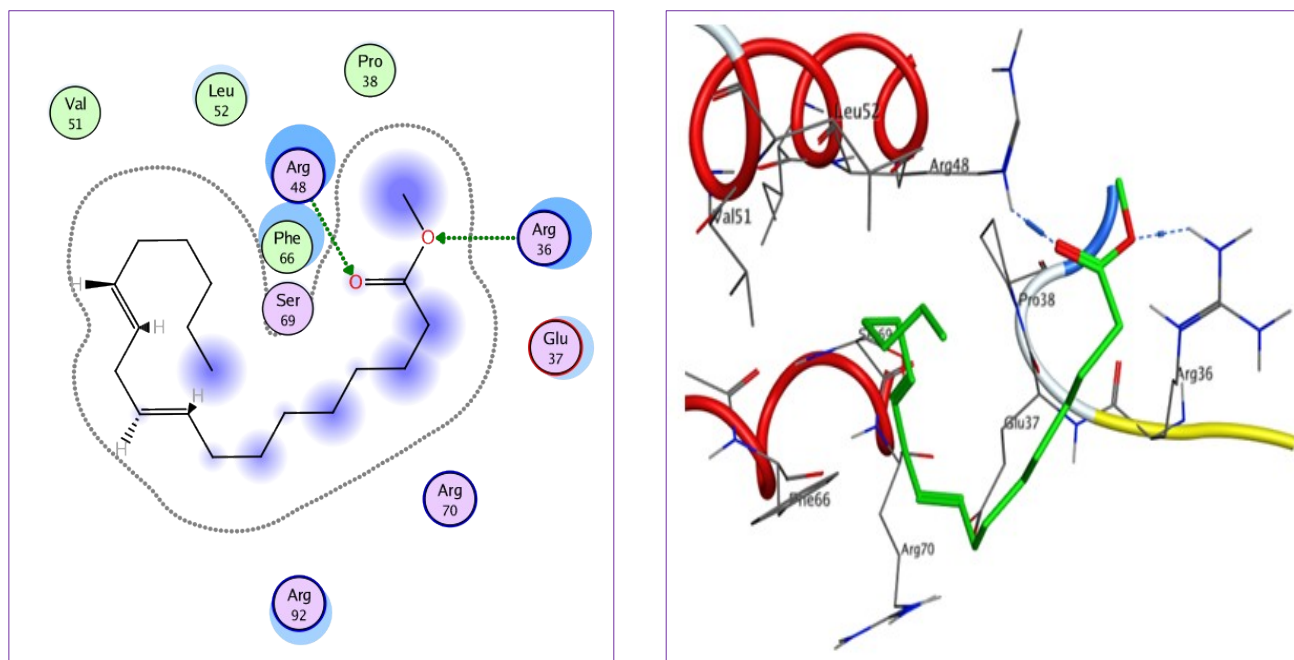 Pro
38
Leu
52
Val
51
Arg
48
Arg
36
Phe
66
O
O
H
Ser
69
H
Glu
37
H
H
Arg
70
Arg
92
Leu52
Arg48
Val51
Pro38
Arg36
Glu37
Phe66
Arg70